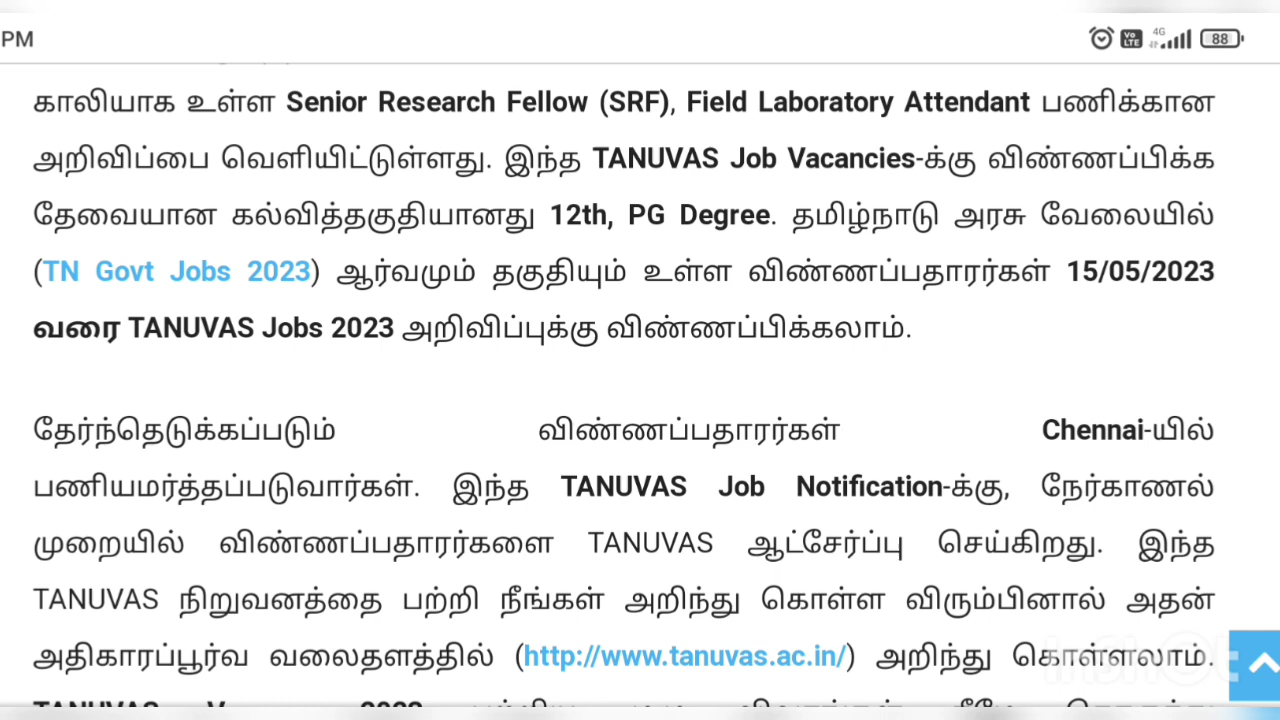 PM
4G
Vo LTE
88
காலியாக உள்ள Senior Research Fellow (SRF), Field Laboratory Attendant பணிக்கான
அறிவிப்பை வெளியிட்டுள்ளது. இந்த TANUVAS Job Vacancies-க்கு விண்ணப்பிக்க
தேவையான கல்வித்தகுதியானது 12th, PG Degree. தமிழ்நாடு அரசு வேலையில்
(TN Govt Jobs 2023) ஆர்வமும் தகுதியும் உள்ள விண்ணப்பதாரர்கள் 15/05/2023
வரை TANUVAS Jobs 2023 அறிவிப்புக்கு விண்ணப்பிக்கலாம்.
தேர்ந்தெடுக்கப்படும் விண்ணப்பதாரர்கள் Chennai-யில்
பணியமர்த்தப்படுவார்கள். இந்த TANUVAS Job Notification-க்கு, நேர்காணல்
முறையில் விண்ணப்பதாரர்களை TANUVAS ஆட்சேர்ப்பு செய்கிறது. இந்த
TANUVAS நிறுவனத்தை பற்றி நீங்கள் அறிந்து கொள்ள விரும்பினால் அதன்
அதிகாரப்பூர்வ வலைதளத்தில் (http://www.tanuvas.ac.in/) அறிந்து கொள்ளலாம்.